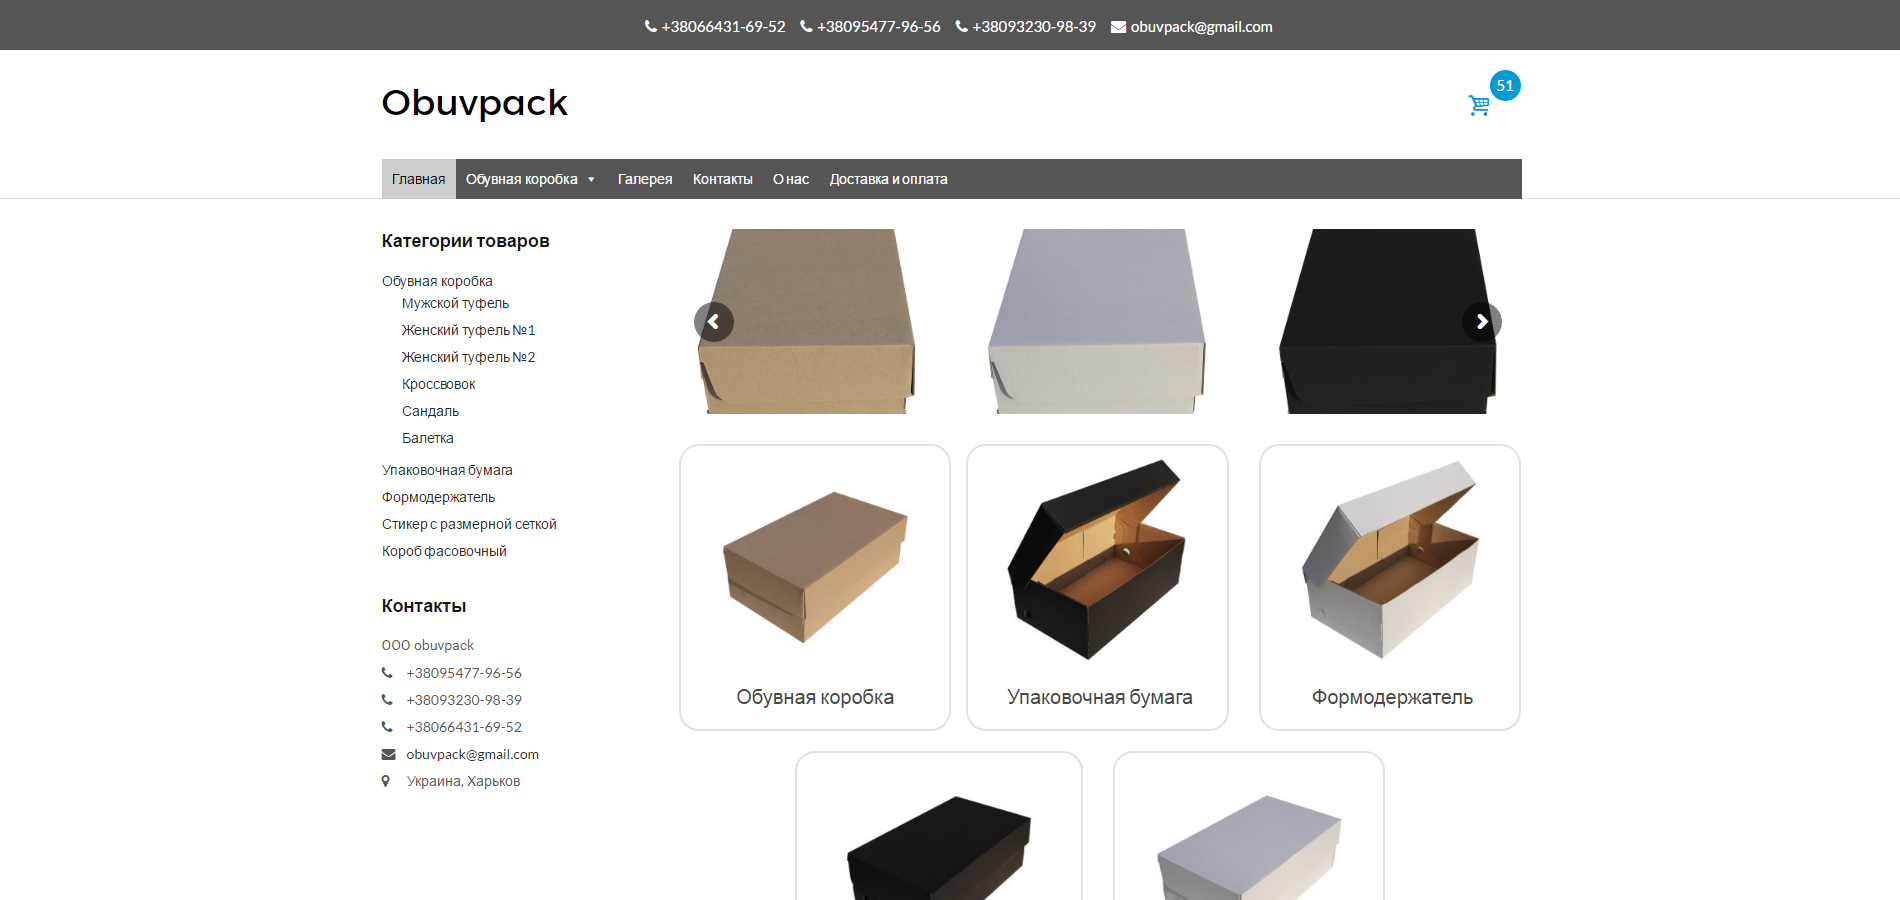 +38066431-69-52 +38095477-96-56 +38093230-98-39 obuvpack@gmail.com
Obuvpack
51
Главная Обувная коробка Галерея Контакты О нас Доставка и оплата
Категории товаров
Обувная коробка
Мужской туфель
Женский туфель №1
Женский туфель №2
Кроссвовок
Сандаль
Балетка
Упаковочная бумага
Формодержатель
Стикер с размерной сеткой
Короб фасовочный
Контакты
ООО obuvpack
+38095477-96-56
+38093230-98-39
+38066431-69-52
obuvpack@gmail.com
Украина, Харьков
Обувная коробка
Упаковочная бумага
Формодержатель